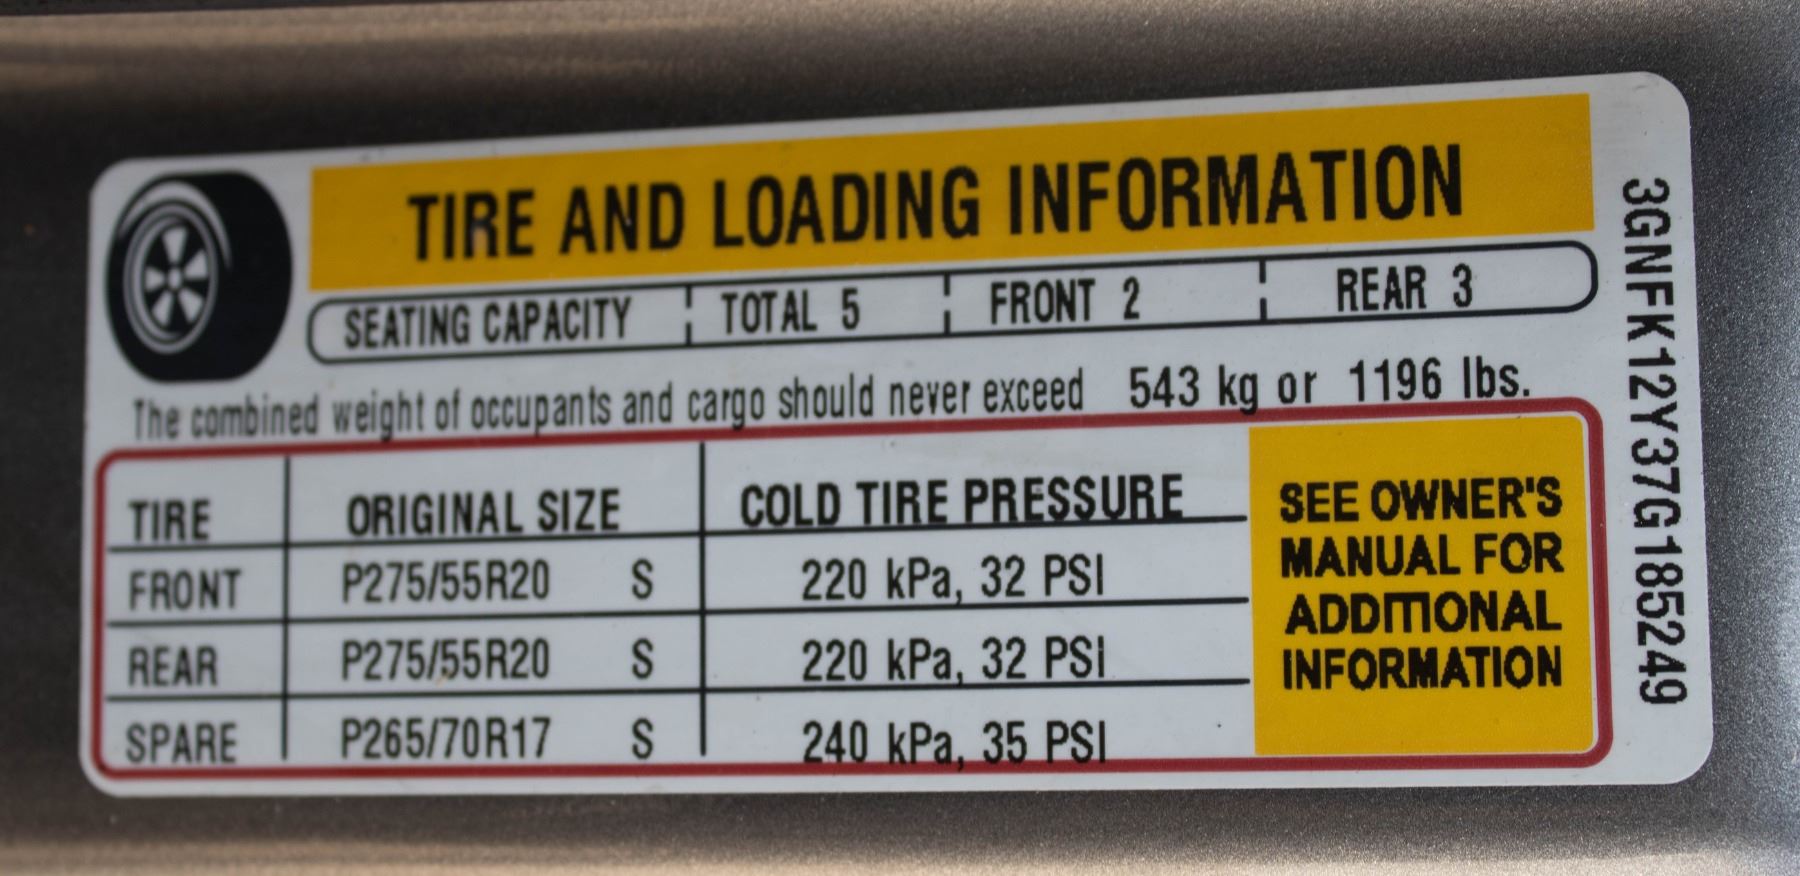 TIRE AND LOADING INFORMATION
SEATING CAPACITY TOTAL 5 FRONT 2 REAR 3
The combined weight of occupants and cargo should never exceed 543 kg or 1196 lbs.
TIRE ORIGINAL SIZE COLD TIRE PRESSURE
FRONT P275/55R20 S 220 kPa, 32 PSI
REAR P275/55R20 S 220 kPa, 32 PSI
SPARE P265/70R17 S 240 kPa, 35 PSI
SEE OWNER'S
MANUAL FOR
ADDITIONAL
INFORMATION
3GNFK12Y37G185249